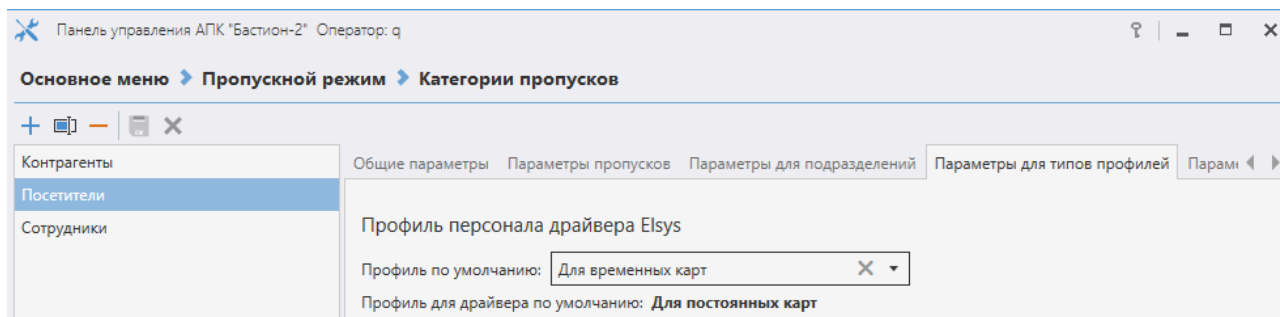 Панель управления АПК "Бастион-2" Оператор: q
Основное меню Пропускной режим Категории пропусков
Контрагенты
Посетители
Сотрудники
Общие параметры Параметры пропусков Параметры для подразделений Параметры для типов профилей Парам
Профиль персонала драйвера Elsys
Профиль по умолчанию: Для временных карт
Профиль для драйвера по умолчанию: Для постоянных карт